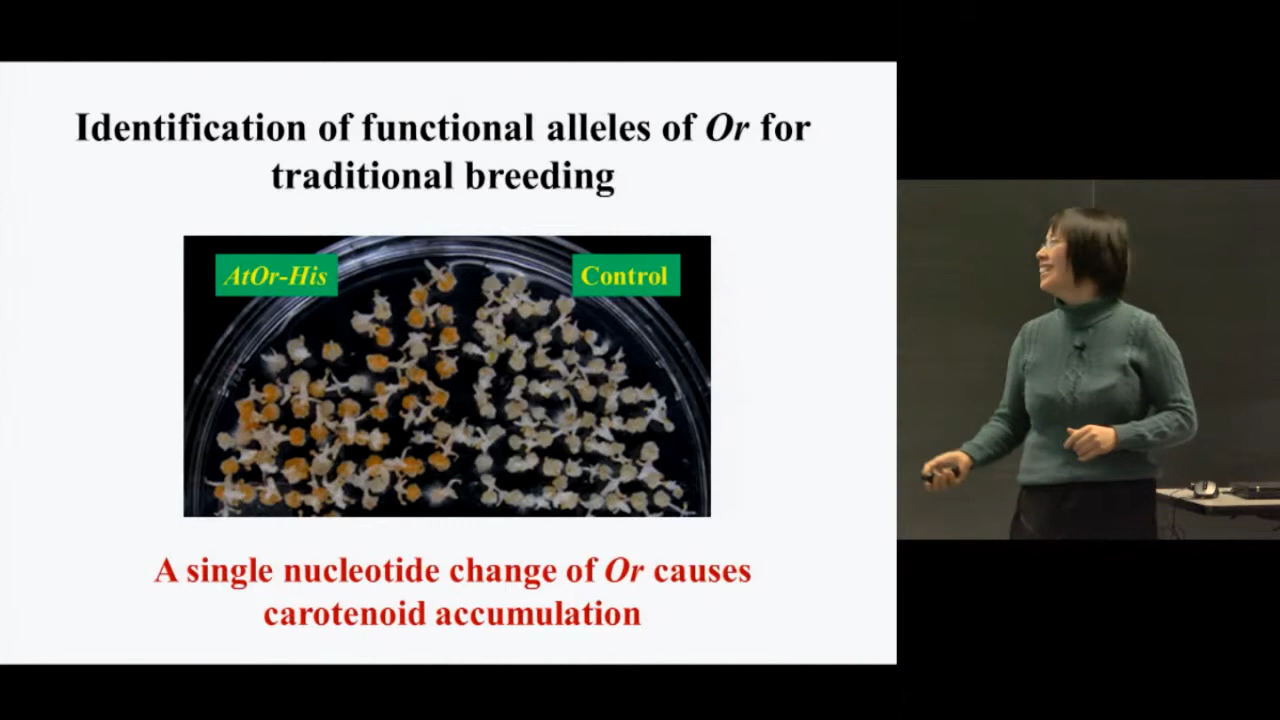 Identification of functional alleles of Or for
traditional breeding
AtOr-His
Control
A single nucleotide change of Or causes
carotenoid accumulation